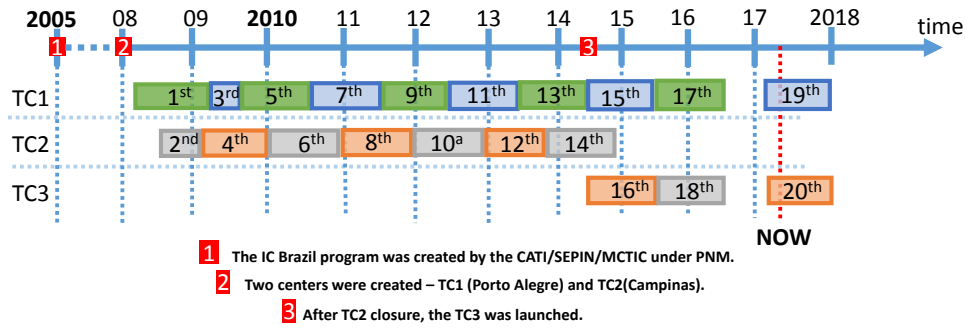 2005 08 09 2010 11 12 13 14 15 16 17 2018 time
1 2 3
TC1 1st 3rd 5th 7th 9th 11th 13th 15th 17th 19th
TC2 2nd 4th 6th 8th 10a 12th 14th
TC3 16th 18th 20th
NOW
1 The IC Brazil program was created by the CATI/SEPIN/MCTIC under PNM.
2 Two centers were created – TC1 (Porto Alegre) and TC2(Campinas).
3 After TC2 closure, the TC3 was launched.